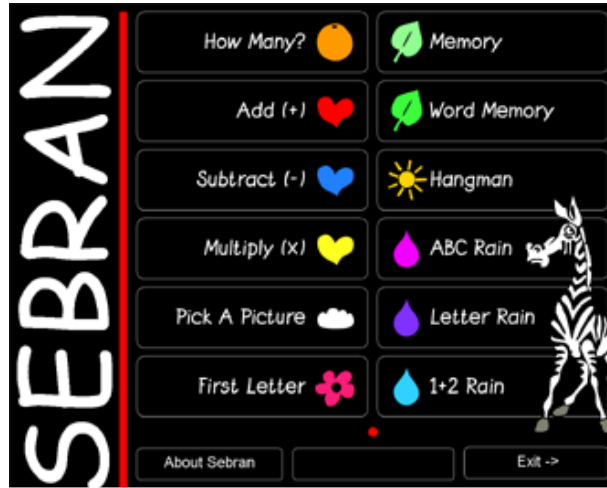 SEBRAN
How Many?
Memory
Add (+)
Word Memory
Subtract (-)
Hangman
Multiply (x)
ABC Rain
Pick A Picture
Letter Rain
First Letter
1+2 Rain
About Sebran
Exit ->